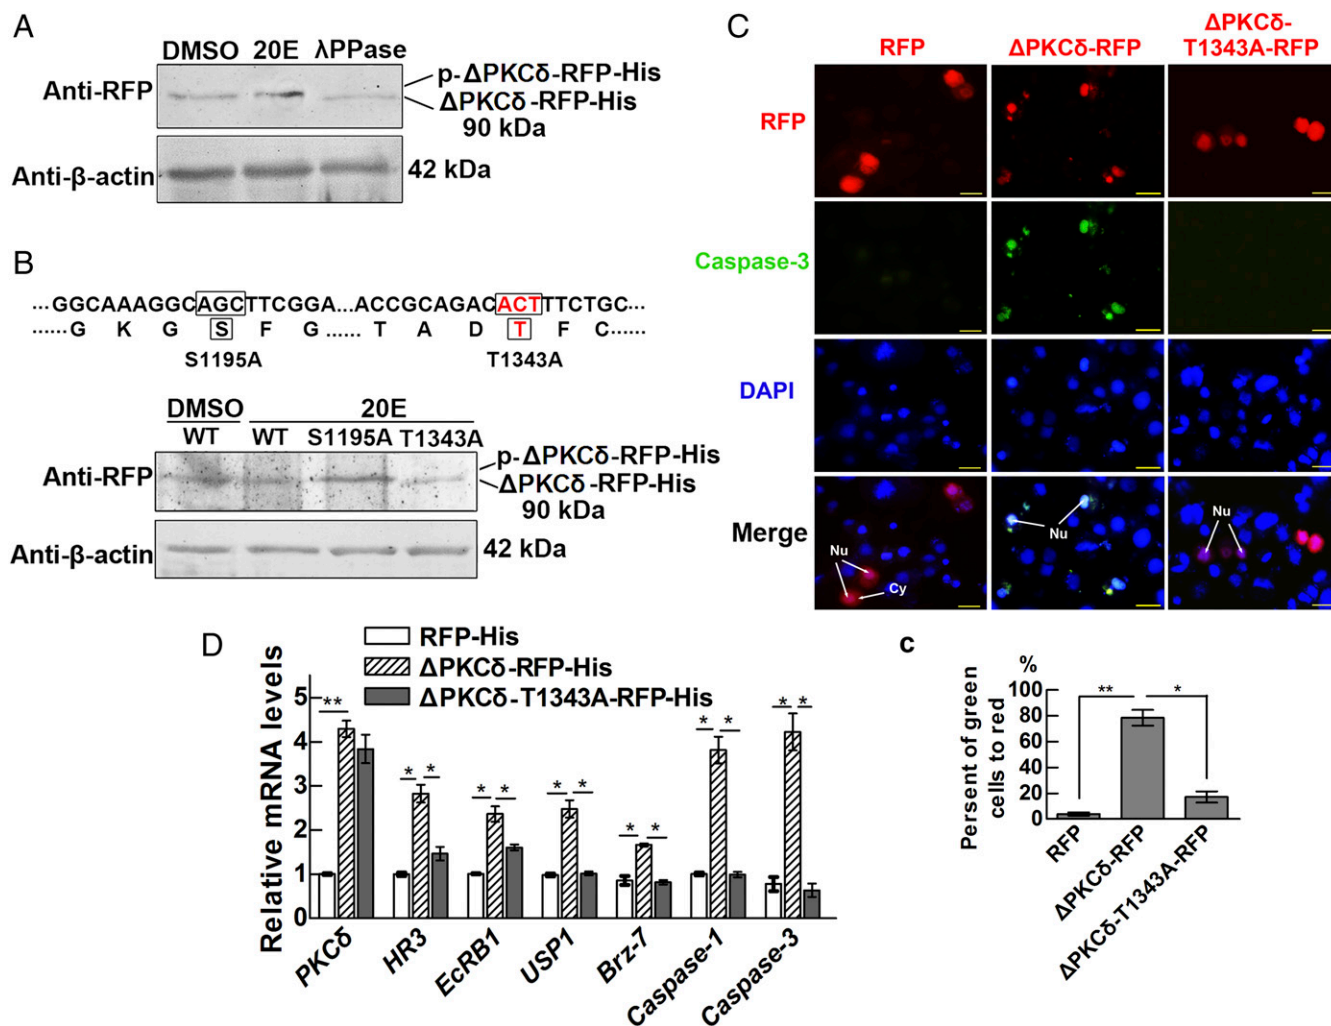 A
DMSO 20E λPPase
Anti-RFP
p-ΔPKCδ-RFP-His
ΔPKCδ-RFP-His
90 kDa
Anti-β-actin
42 kDa
B
...GGCAAAGGCAGCTTCGGA...ACCGCAGACACTTTCTGC...
......G K G S F G ...... T A D T F C......
S1195A T1343A
DMSO 20E
WT WT S1195A T1343A
Anti-RFP
p-ΔPKCδ-RFP-His
ΔPKCδ-RFP-His
90 kDa
Anti-β-actin
42 kDa
C
RFP ΔPKCδ-RFP ΔPKCδ-
T1343A-RFP
RFP
Caspase-3
DAPI
Merge
Nu
Cy
Nu
Nu
c
%
Persent of green
cells to red
100
80
60
40
20
0
** *
RFP
ΔPKCδ-RFP
ΔPKCδ-T1343A-RFP
D
RFP-His
ΔPKCδ-RFP-His
ΔPKCδ-T1343A-RFP-His
Relative mRNA levels
5
4
3
2
1
0
** * * * * * * * * * * * *
PKCδ
HR3
EcRB1
USP1
Brz-7
Caspase-1
Caspase-3